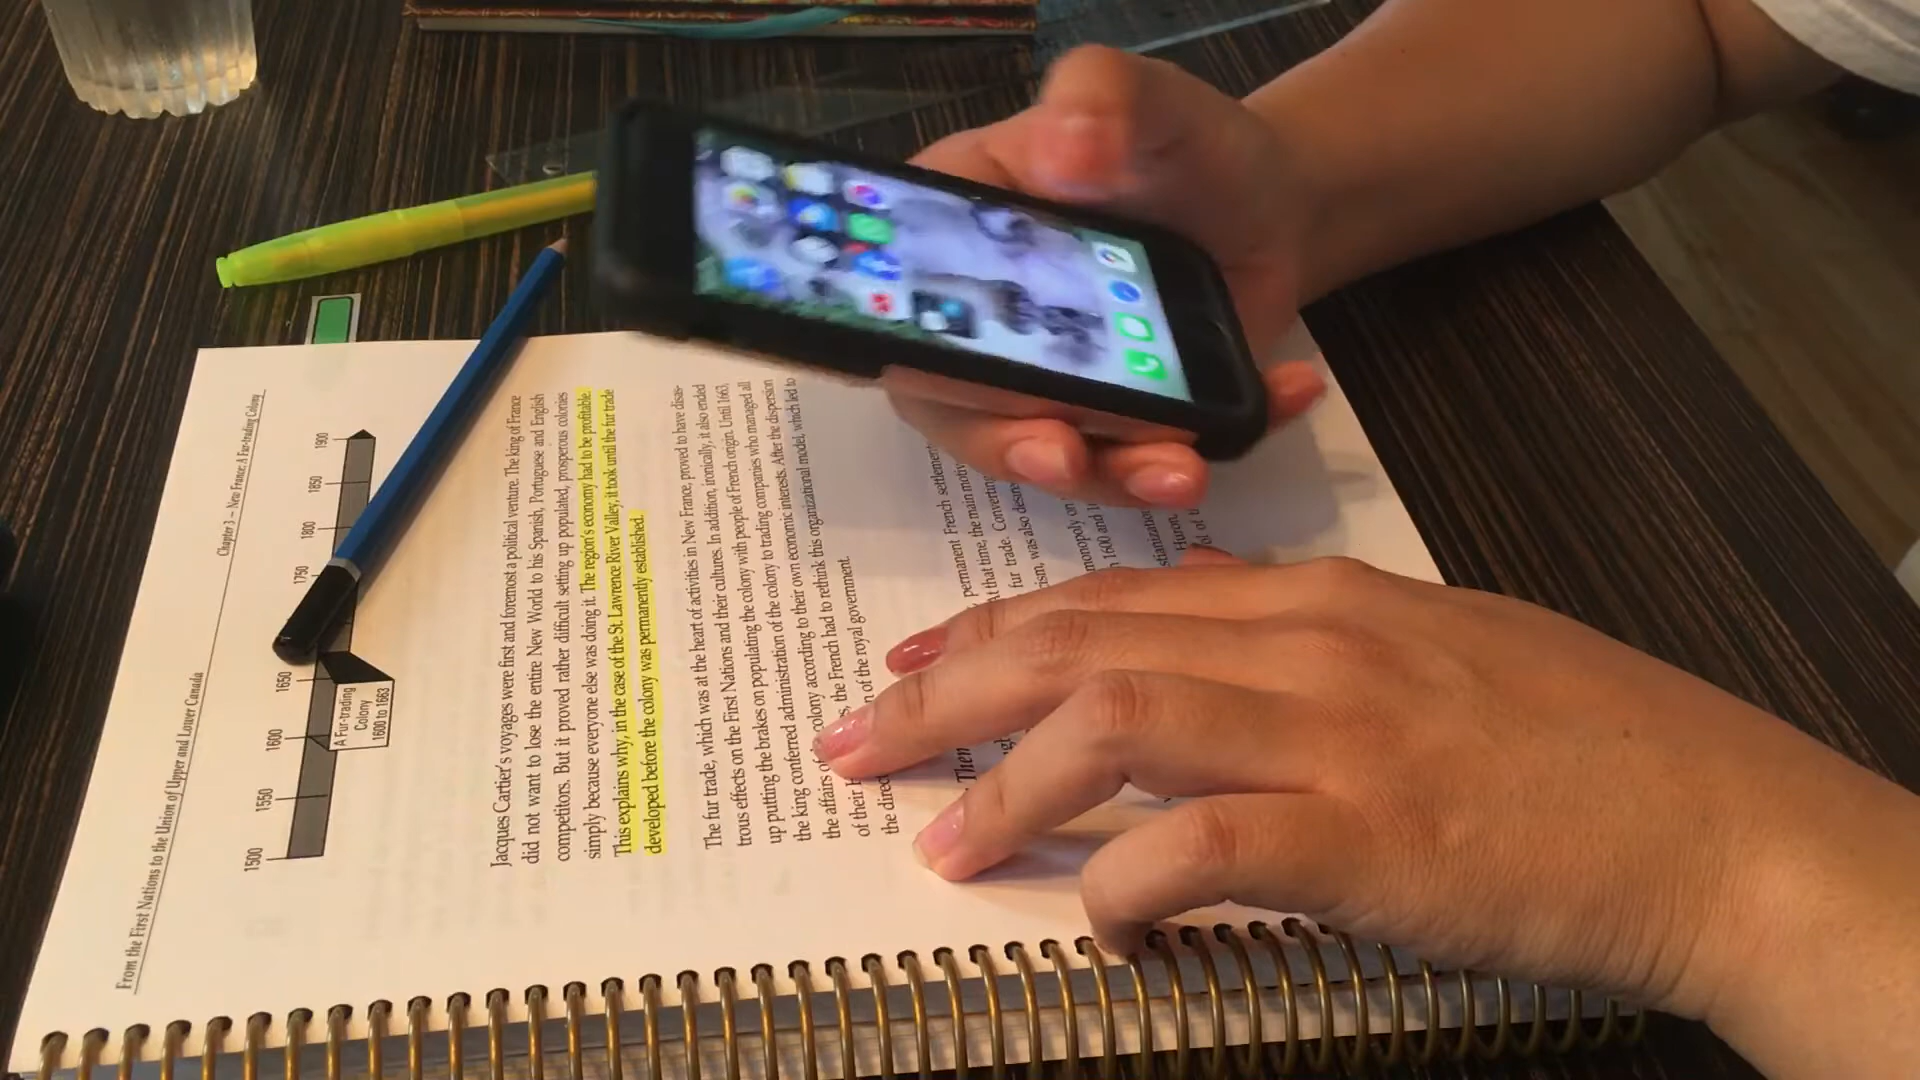 From the First Nations to the Union of Upper and Lower Canada
Chapter 3 – New France: A Fur-trading Colony
1500 1550 1600 1650 1750 1800 1850 1900
A Fur-trading
Colony
1600 to 1663
Jacques Cartier's voyages were first and foremost a political venture. The king of France
did not want to lose the entire New World to his Spanish, Portuguese and English
competitors. But it proved rather difficult setting up populated, prosperous colonies
simply because everyone else was doing it. The region's economy had to be profitable.
This explains why, in the case of the St. Lawrence River Valley, it took until the fur trade
developed before the colony was permanently established.
The fur trade, which was at the heart of activities in New France, proved to have disas-
trous effects on the First Nations and their cultures. In addition, ironically, it also ended
up putting the brakes on populating the colony with people of French origin. Until 1663,
the king conferred administration of the colony to trading companies who managed all
the affairs of the colony according to their own economic interests. After the dispersion
of their the French had to rethink this organizational model, which led to
the of the royal government.
permanent French
At that time, the main
fur trade. Converting
was also
monopoly on
1600 and
Huron,